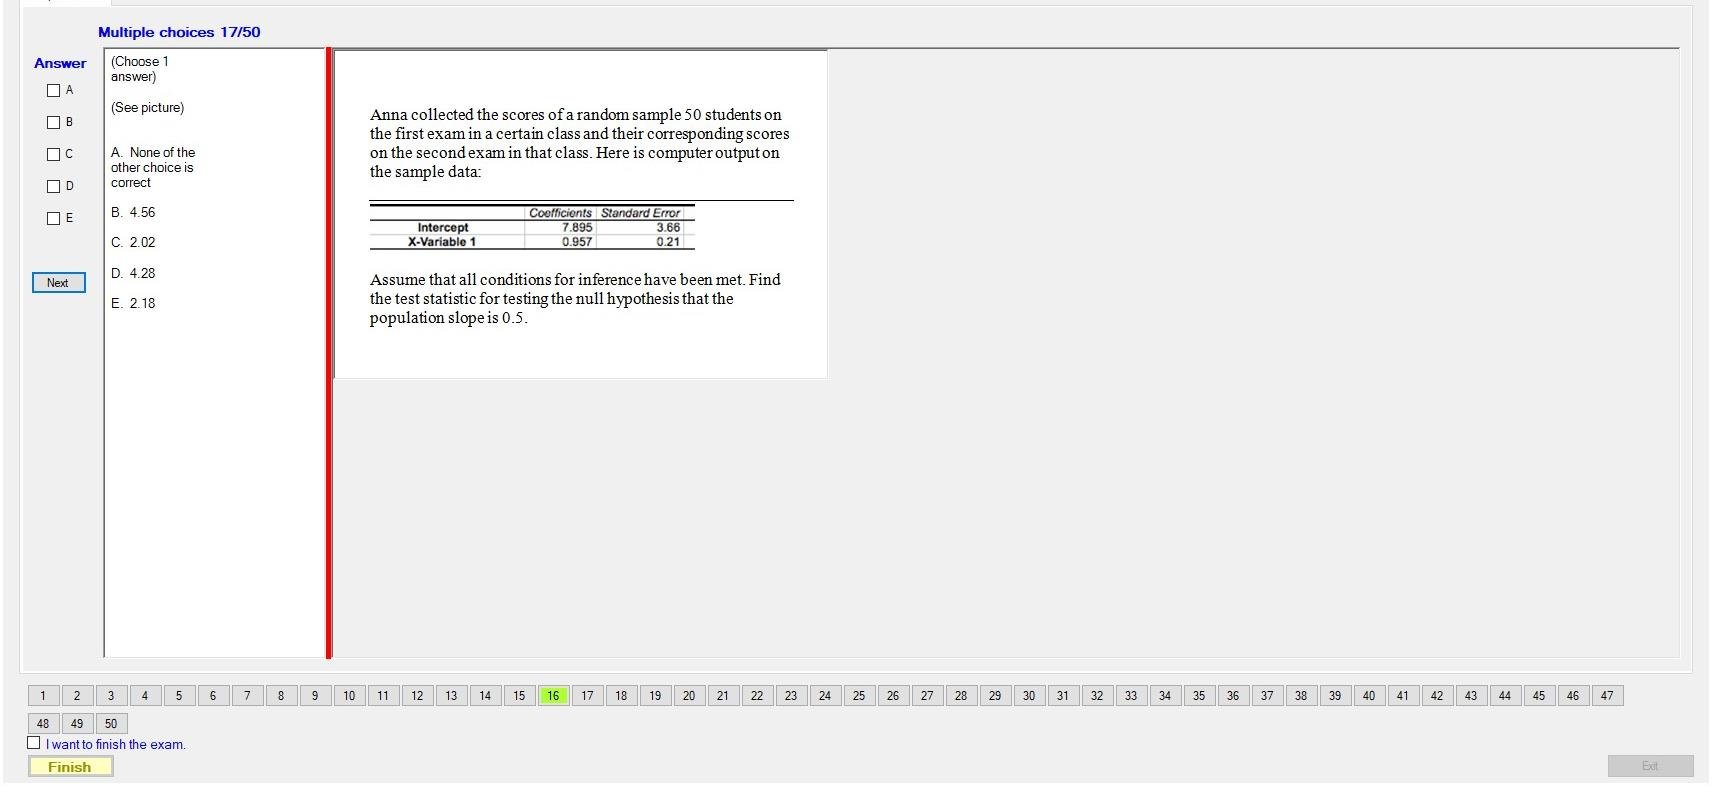 Multiple choices 17/50
Answer
A
B
C
D
E
Next
(Choose 1
answer)
(See picture)
A. None of the
other choice is
correct
B. 4.56
C. 2.02
D. 4.28
E. 2.18
Anna collected the scores of a random sample 50 students on
the first exam in a certain class and their corresponding scores
on the second exam in that class. Here is computer output on
the sample data:
Coefficients Standard Error
Intercept 7.895 3.66
X-Variable 1 0.957 0.21
Assume that all conditions for inference have been met. Find
the test statistic for testing the null hypothesis that the
population slope is 0.5.
1 2 3 4 5 6 7 8 9 10 11 12 13 14 15 16 17 18 19 20 21 22 23 24 25 26 27 28 29 30 31 32 33 34 35 36 37 38 39 40 41 42 43 44 45 46 47
48 49 50
I want to finish the exam.
Finish
Exit